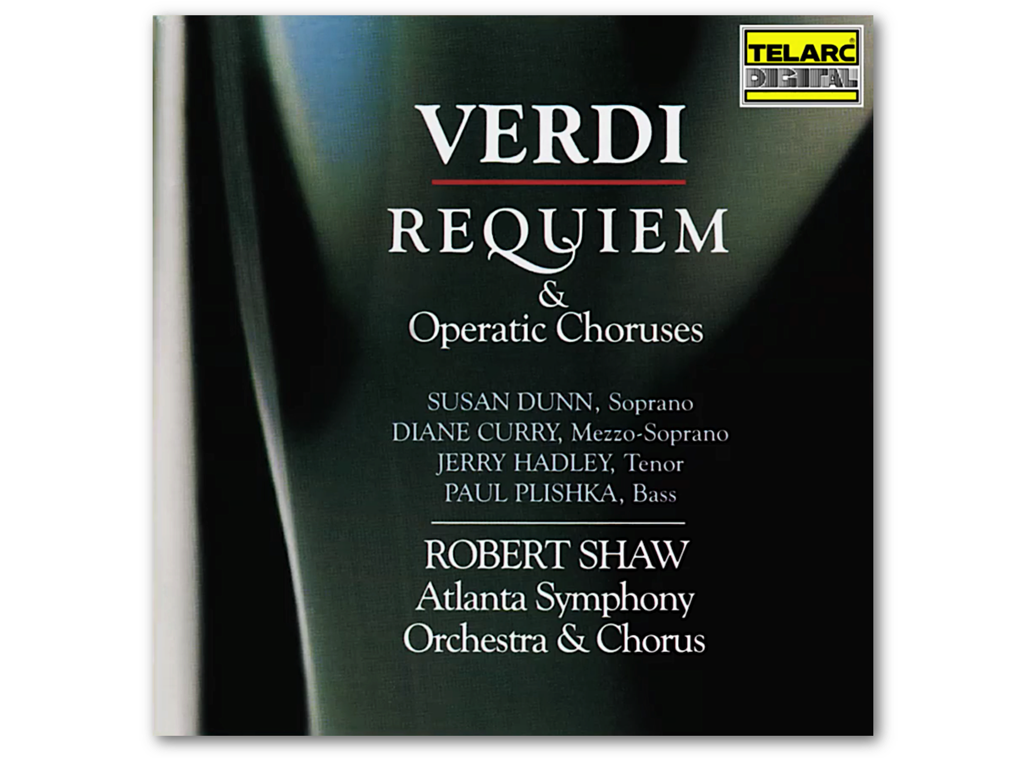 TELARC®
DIGITAL
VERDI
REQUIEM
&
Operatic Choruses
SUSAN DUNN, Soprano
DIANE CURRY, Mezzo-Soprano
JERRY HADLEY, Tenor
PAUL PLISHKA, Bass
ROBERT SHAW
Atlanta Symphony
Orchestra & Chorus